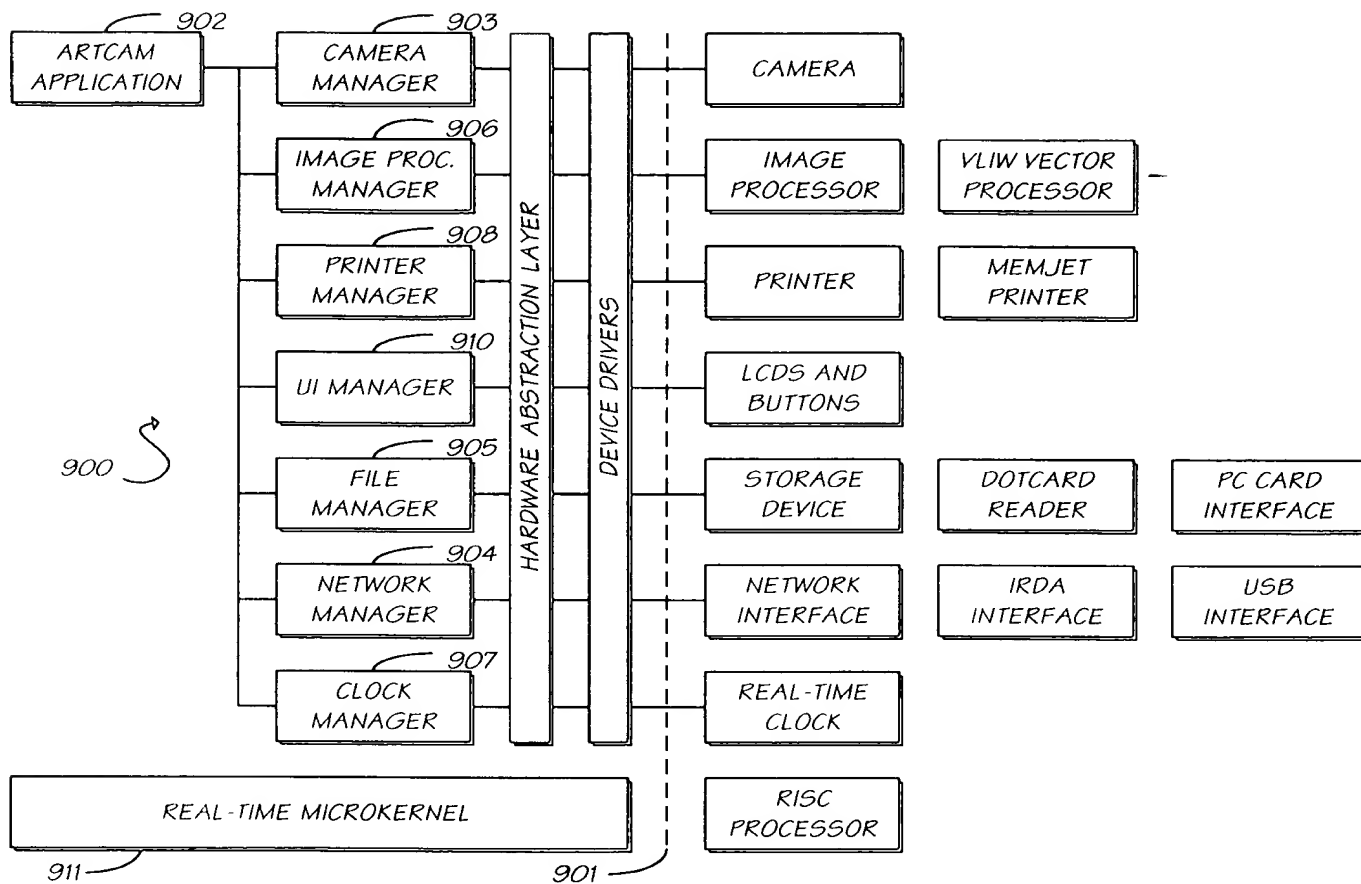 902
903
ARTCAM
APPLICATION
CAMERA
MANAGER
CAMERA
906
IMAGE PROC.
MANAGER
IMAGE
PROCESSOR
VLIW VECTOR
PROCESSOR
908
PRINTER
MANAGER
PRINTER
MEMJET
PRINTER
HARDWARE ABSTRACTION LAYER
DEVICE DRIVERS
910
UI MANAGER
LCDS AND
BUTTONS
900
905
FILE
MANAGER
STORAGE
DEVICE
DOTCARD
READER
PC CARD
INTERFACE
904
NETWORK
MANAGER
NETWORK
INTERFACE
IRDA
INTERFACE
USB
INTERFACE
907
CLOCK
MANAGER
REAL-TIME
CLOCK
REAL-TIME MICROKERNEL
RISC
PROCESSOR
911
901